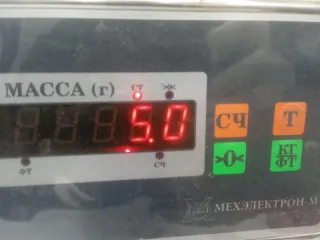 МАССА (г)
СТ
>х<
5.0
СЧ
Т
ФТ
СЧ
>0<
КГ
ФТ
МЕХЭЛЕКТРОН-М